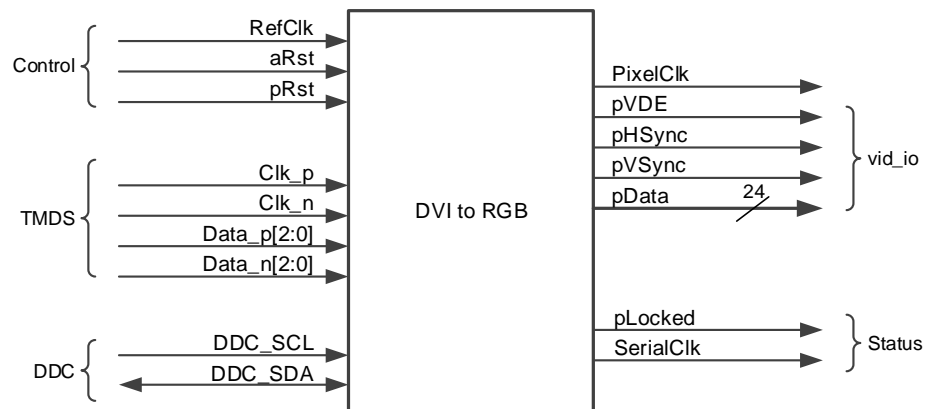 Control
RefClk
aRst
pRst
TMDS
Clk_p
Clk_n
Data_p[2:0]
Data_n[2:0]
DDC
DDC_SCL
DDC_SDA
DVI to RGB
PixelClk
pVDE
pHSync
pVSync
pData
24
vid_io
pLocked
SerialClk
Status